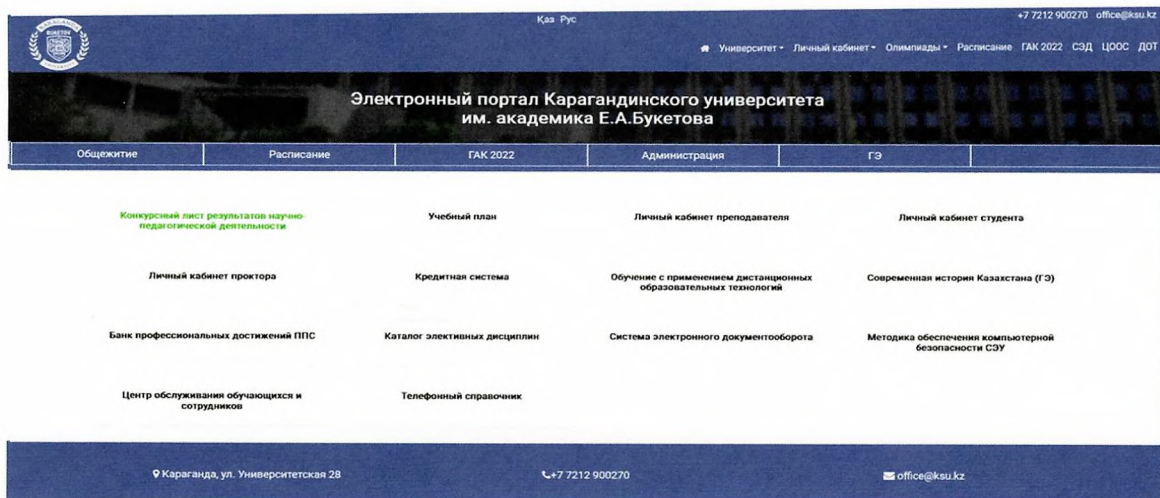 Қаз Рус
+7 7212 900270 office@ksu.kz
KARAGANDA
BUKETOV
UNIVERSITY
Университет Личный кабинет Олимпиады Расписание ГАК 2022 СЭД ЦООС ДОТ
Электронный портал Карагандинского университета
им. академика Е.А.Букетова
Общежитие Расписание ГАК 2022 Администрация ГЭ
Конкурсный лист результатов научно-
педагогической деятельности
Учебный план
Личный кабинет преподавателя
Личный кабинет студента
Личный кабинет проктора
Кредитная система
Обучение с применением дистанционных
образовательных технологий
Современная история Казахстана (ГЭ)
Банк профессиональных достижений ППС
Каталог элективных дисциплин
Система электронного документооборота
Методика обеспечения компьютерной
безопасности СЭУ
Центр обслуживания обучающихся и
сотрудников
Телефонный справочник
Караганда, ул. Университетская 28
+7 7212 900270
office@ksu.kz